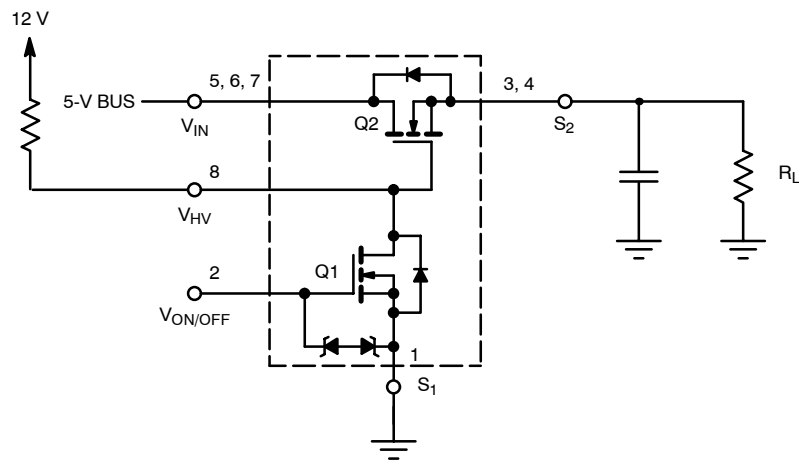 12 V
5-V BUS
5, 6, 7
3, 4
VIN
Q2
S2
8
RL
VHV
2
Q1
VON/OFF
1
S1